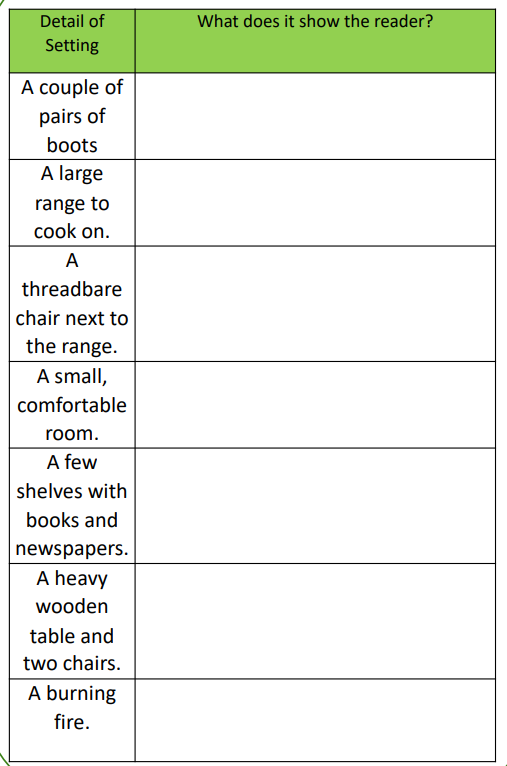 Detail of
Setting
What does it show the reader?
A couple of
pairs of
boots
A large
range to
cook on.
A
threadbare
chair next to
the range.
A small,
comfortable
room.
A few
shelves with
books and
newspapers.
A heavy
wooden
table and
two chairs.
A burning
fire.